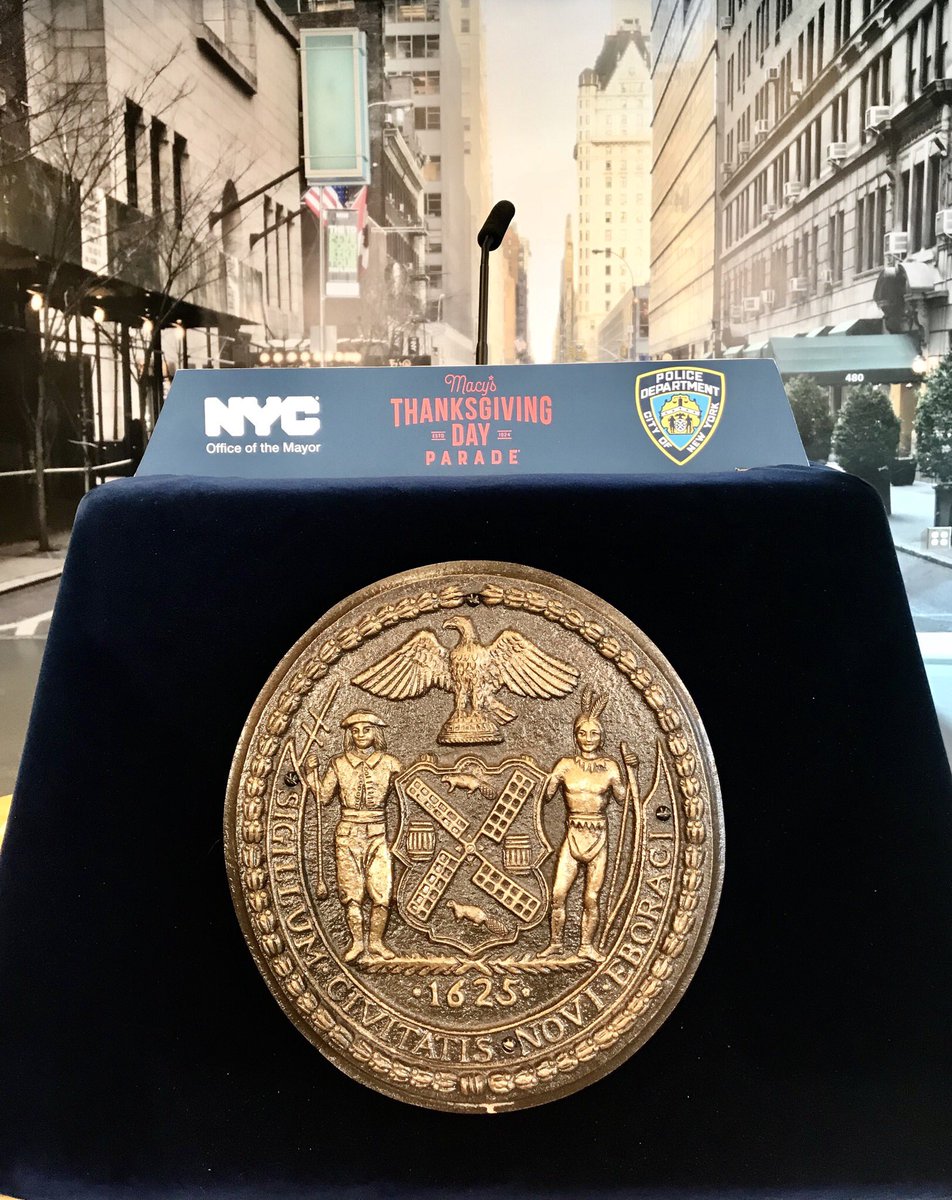 480
NYC
Office of the Mayor
Macy's
THANKSGIVING
DAY
ESTD 1924
PARADE
POLICE
DEPARTMENT
CITY OF NEW YORK
SIGILLUM · CIVITATIS · NOVI · EBORACI
·1625·